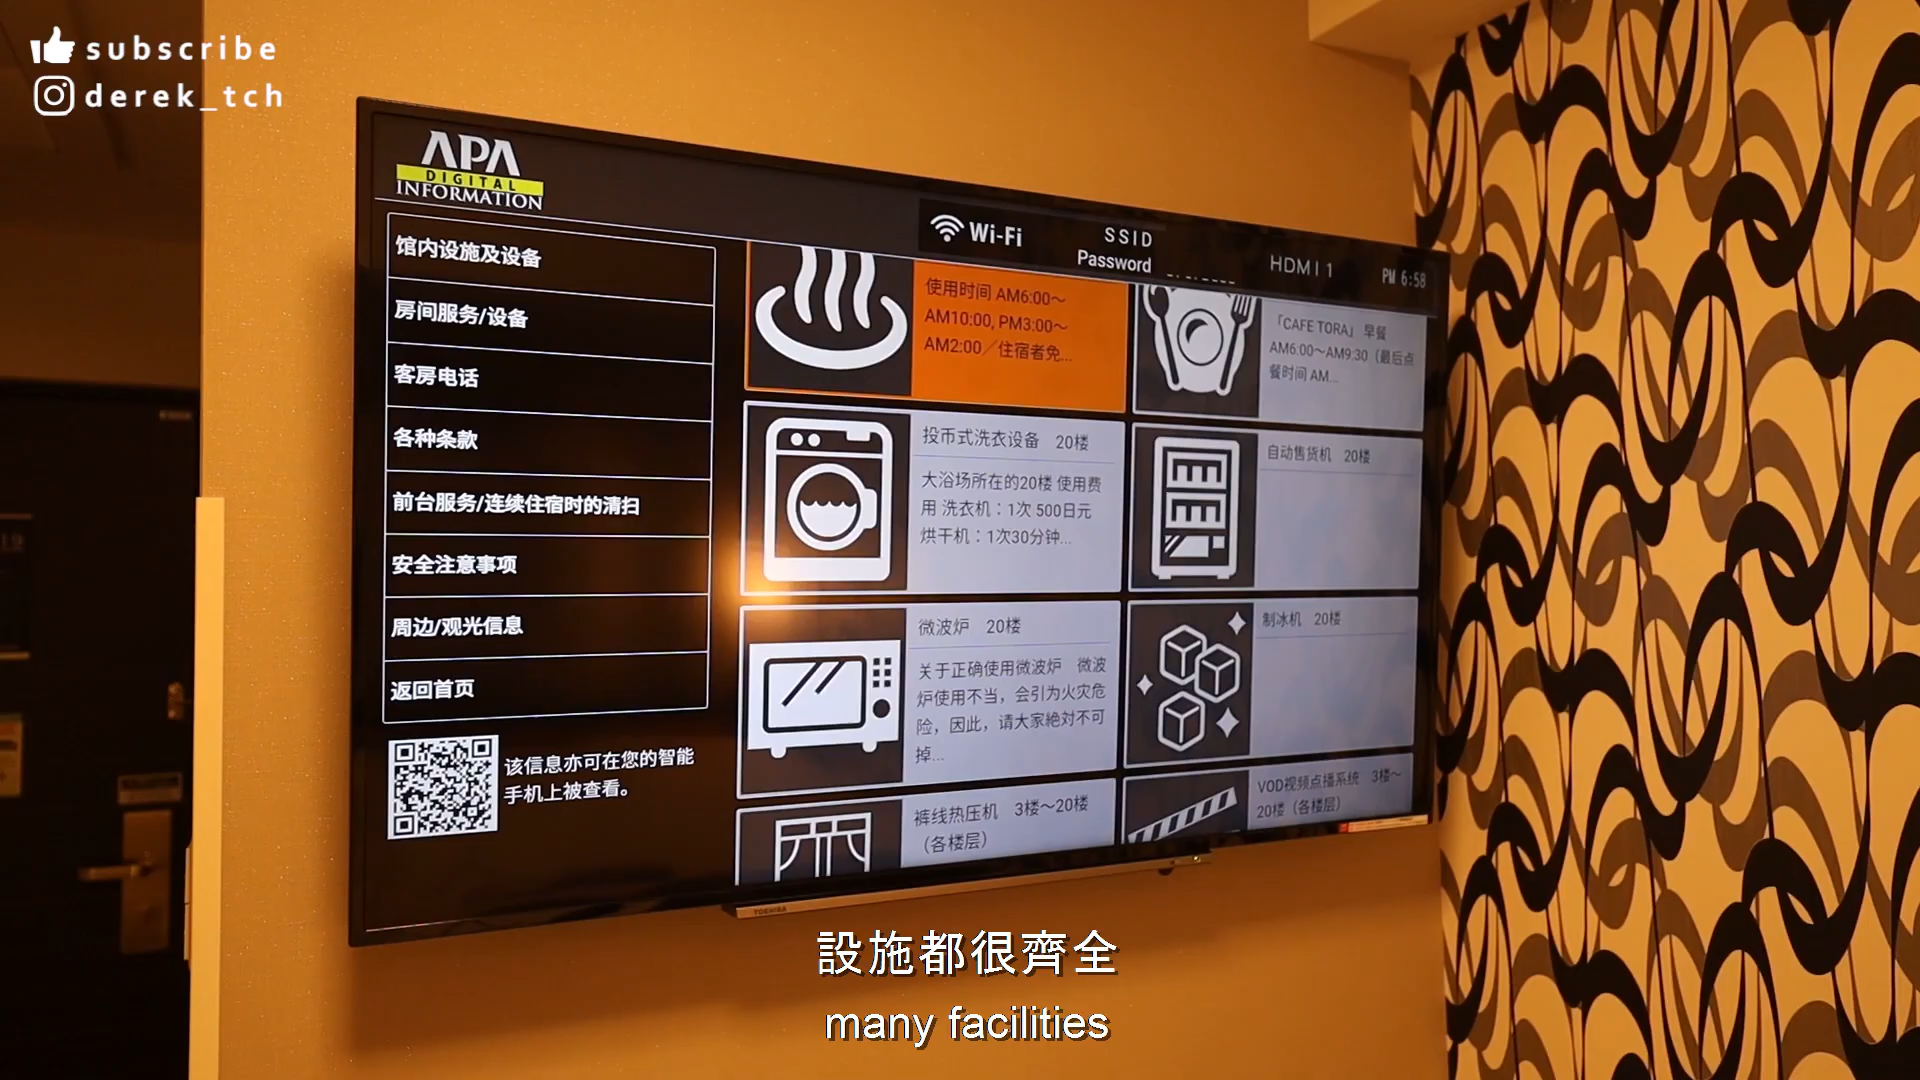 subscribe
derek_tch
APA
DIGITAL
INFORMATION
Wi-Fi
SSID
Password
HDMI 1
PM 6:58
馆内设施及设备
房间服务/设备
客房电话
各种条款
前台服务/连续住宿时的清扫
安全注意事项
周边/观光信息
返回首页
该信息亦可在您的智能
手机上被查看。
使用时间 AM6:00～
AM10:00, PM3:00～
AM2:00／住宿者免...
「CAFE TORA」 早餐
AM6:00～AM9:30（最后点
餐时间 AM...
投币式洗衣设备 20楼
大浴场所在的20楼 使用费
用 洗衣机：1次 500日元
烘干机：1次30分钟...
自动售货机 20楼
微波炉 20楼
关于正确使用微波炉 微波
炉使用不当，会引为火灾危
险，因此，请大家绝对不可
掉...
制冰机 20楼
裤线热压机 3楼～20楼
（各楼层）
VOD视频点播系统 3楼～
20楼（各楼层）
TOSHIBA
設施都很齊全
many facilities